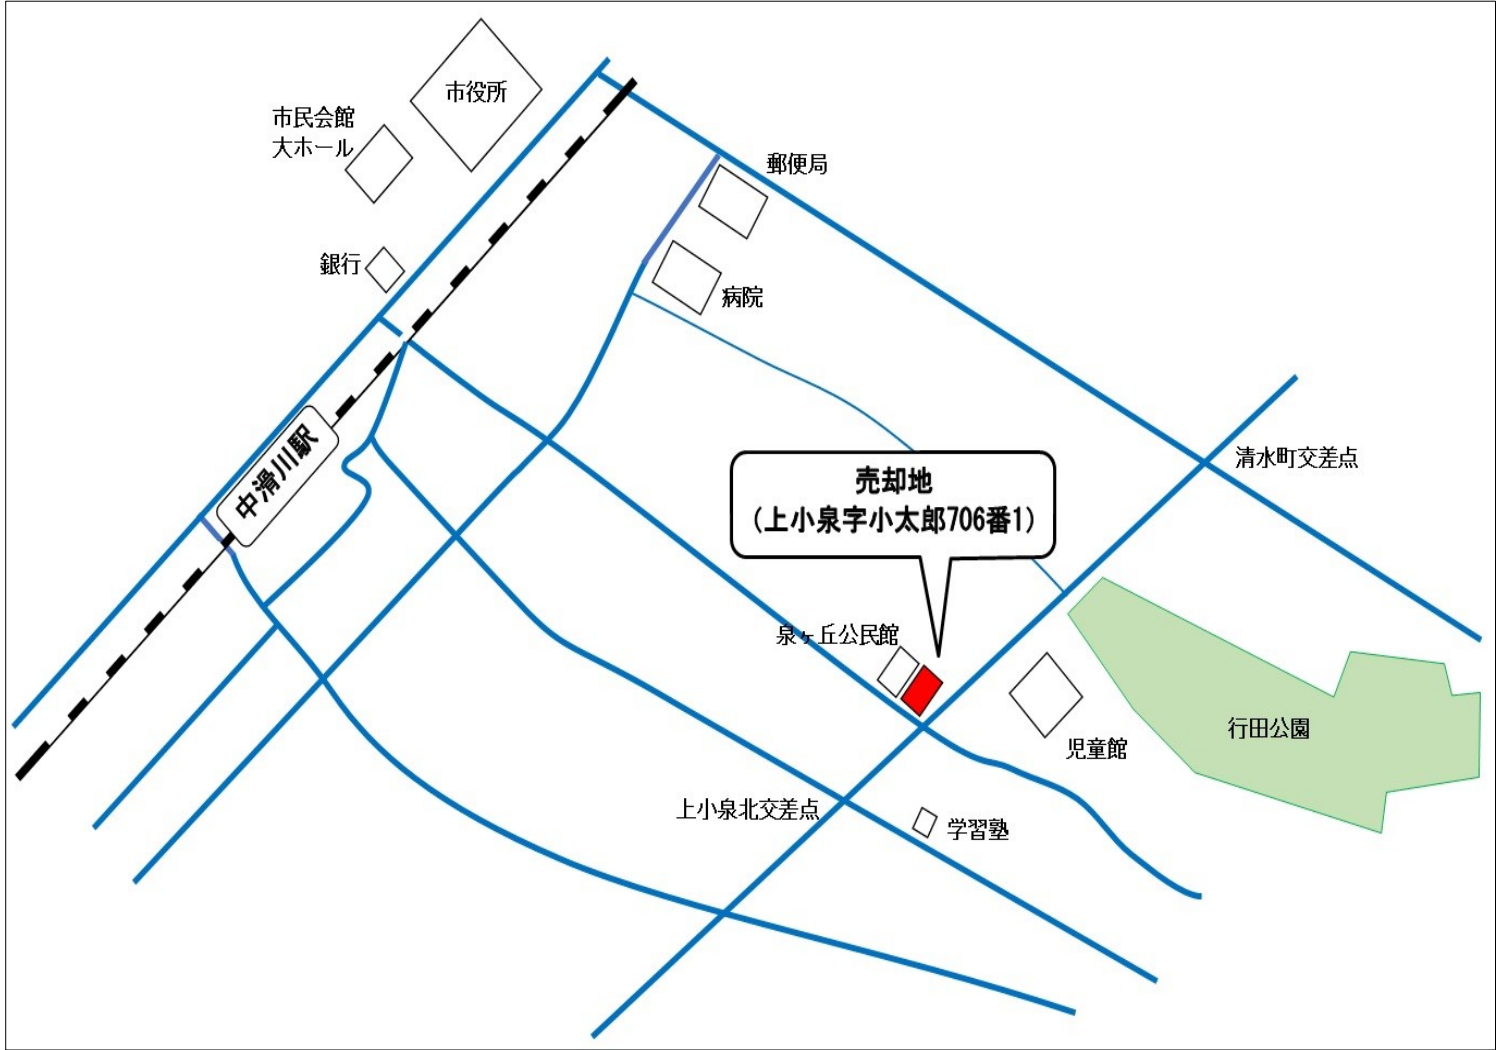 市役所
市民会館
大ホール
郵便局
銀行
病院
中滑川駅
清水町交差点
売却地
(上小泉字小太郎706番1)
泉ヶ丘公民館
行田公園
児童館
上小泉北交差点
学習塾